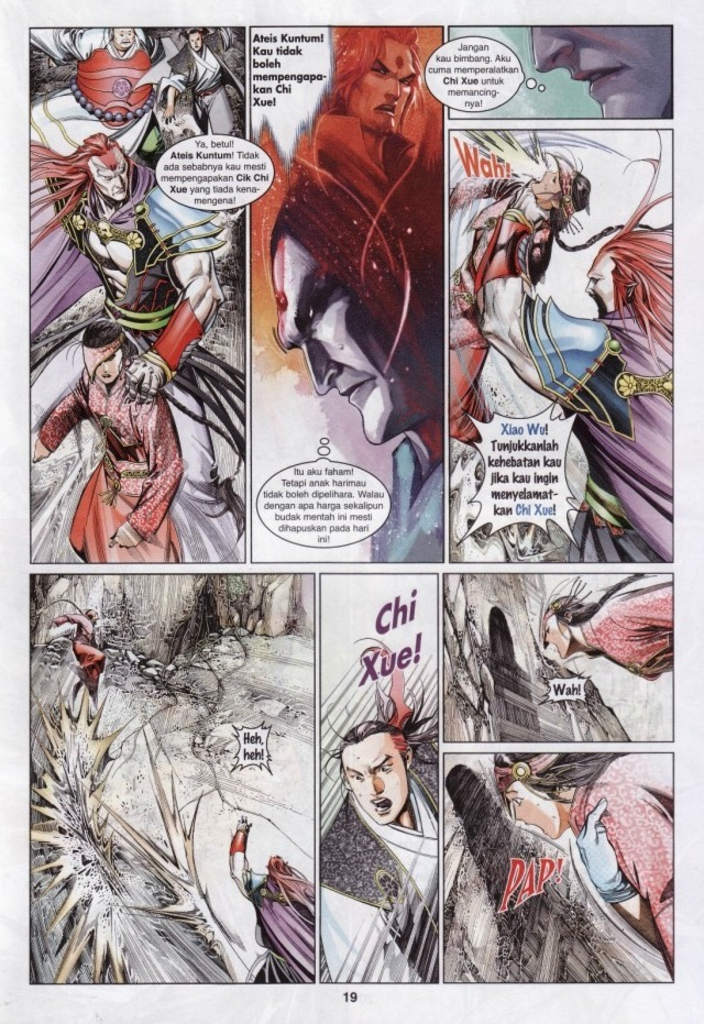 Ya, betul!
Ateis Kuntum! Tidak
ada sebabnya kau mesti
mempengapakan Cik Chi
Xue yang tiada kena-
mengena!
Ateis Kuntum!
Kau tidak
boleh
mempengapa-
kan Chi
Xue!
Itu aku faham!
Tetapi anak harimau
tidak boleh dipelihara. Walau
dengan apa harga sekalipun
budak mentah ini mesti
dihapuskan pada hari
ini!
Jangan
kau bimbang. Aku
cuma memperalatkan
Chi Xue untuk
memancing-
nya!
Wah!
Xiao Wu!
Tunjukkanlah
kehebatan kau
jika kau ingin
menyelamat-
kan Chi Xue!
Heh,
heh!
Chi
Xue!
Wah!
PAP!
19